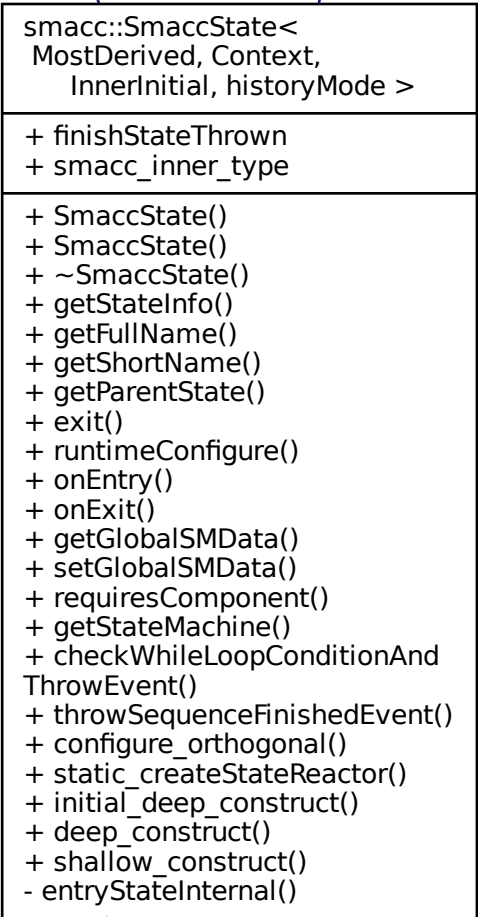 smacc::SmaccState<
MostDerived, Context,
InnerInitial, historyMode >
+ finishStateThrown
+ smacc_inner_type
+ SmaccState()
+ SmaccState()
+ ~SmaccState()
+ getStateInfo()
+ getFullName()
+ getShortName()
+ getParentState()
+ exit()
+ runtimeConfigure()
+ onEntry()
+ onExit()
+ getGlobalSMData()
+ setGlobalSMData()
+ requiresComponent()
+ getStateMachine()
+ checkWhileLoopConditionAnd
ThrowEvent()
+ throwSequenceFinishedEvent()
+ configure_orthogonal()
+ static_createStateReactor()
+ initial_deep_construct()
+ deep_construct()
+ shallow_construct()
- entryStateInternal()